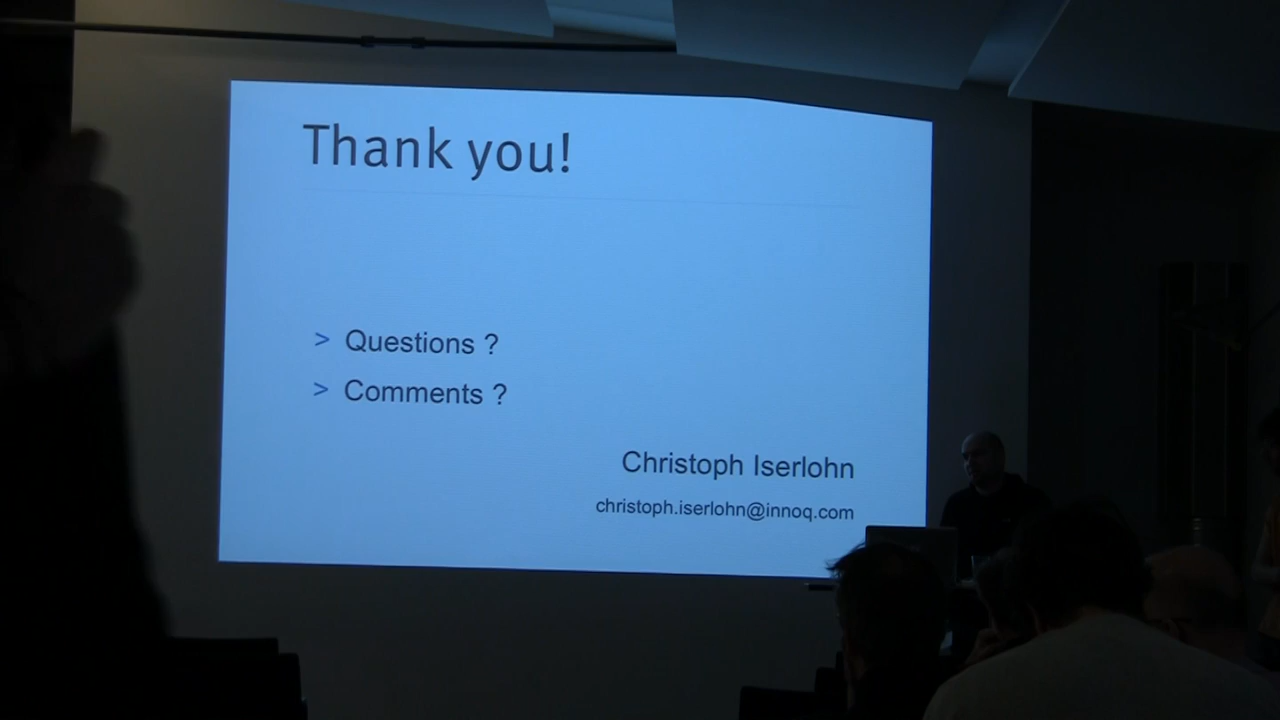 Thank you!
> Questions ?
> Comments ?
Christoph Iserlohn
christoph.iserlohn@innoq.com